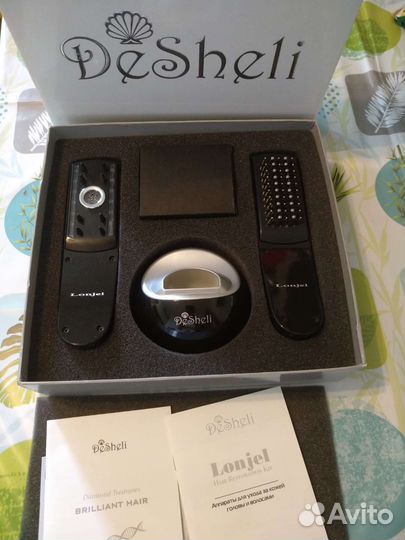 DeSheli
Lonjel
Lonjel
DeSheli
DeSheli
Diamond Therapies
BRILLIANT HAIR
DeSheli
Lonjel
Hair Restoration Kit
Аппараты для ухода за кожей
головы и волосами
Avito